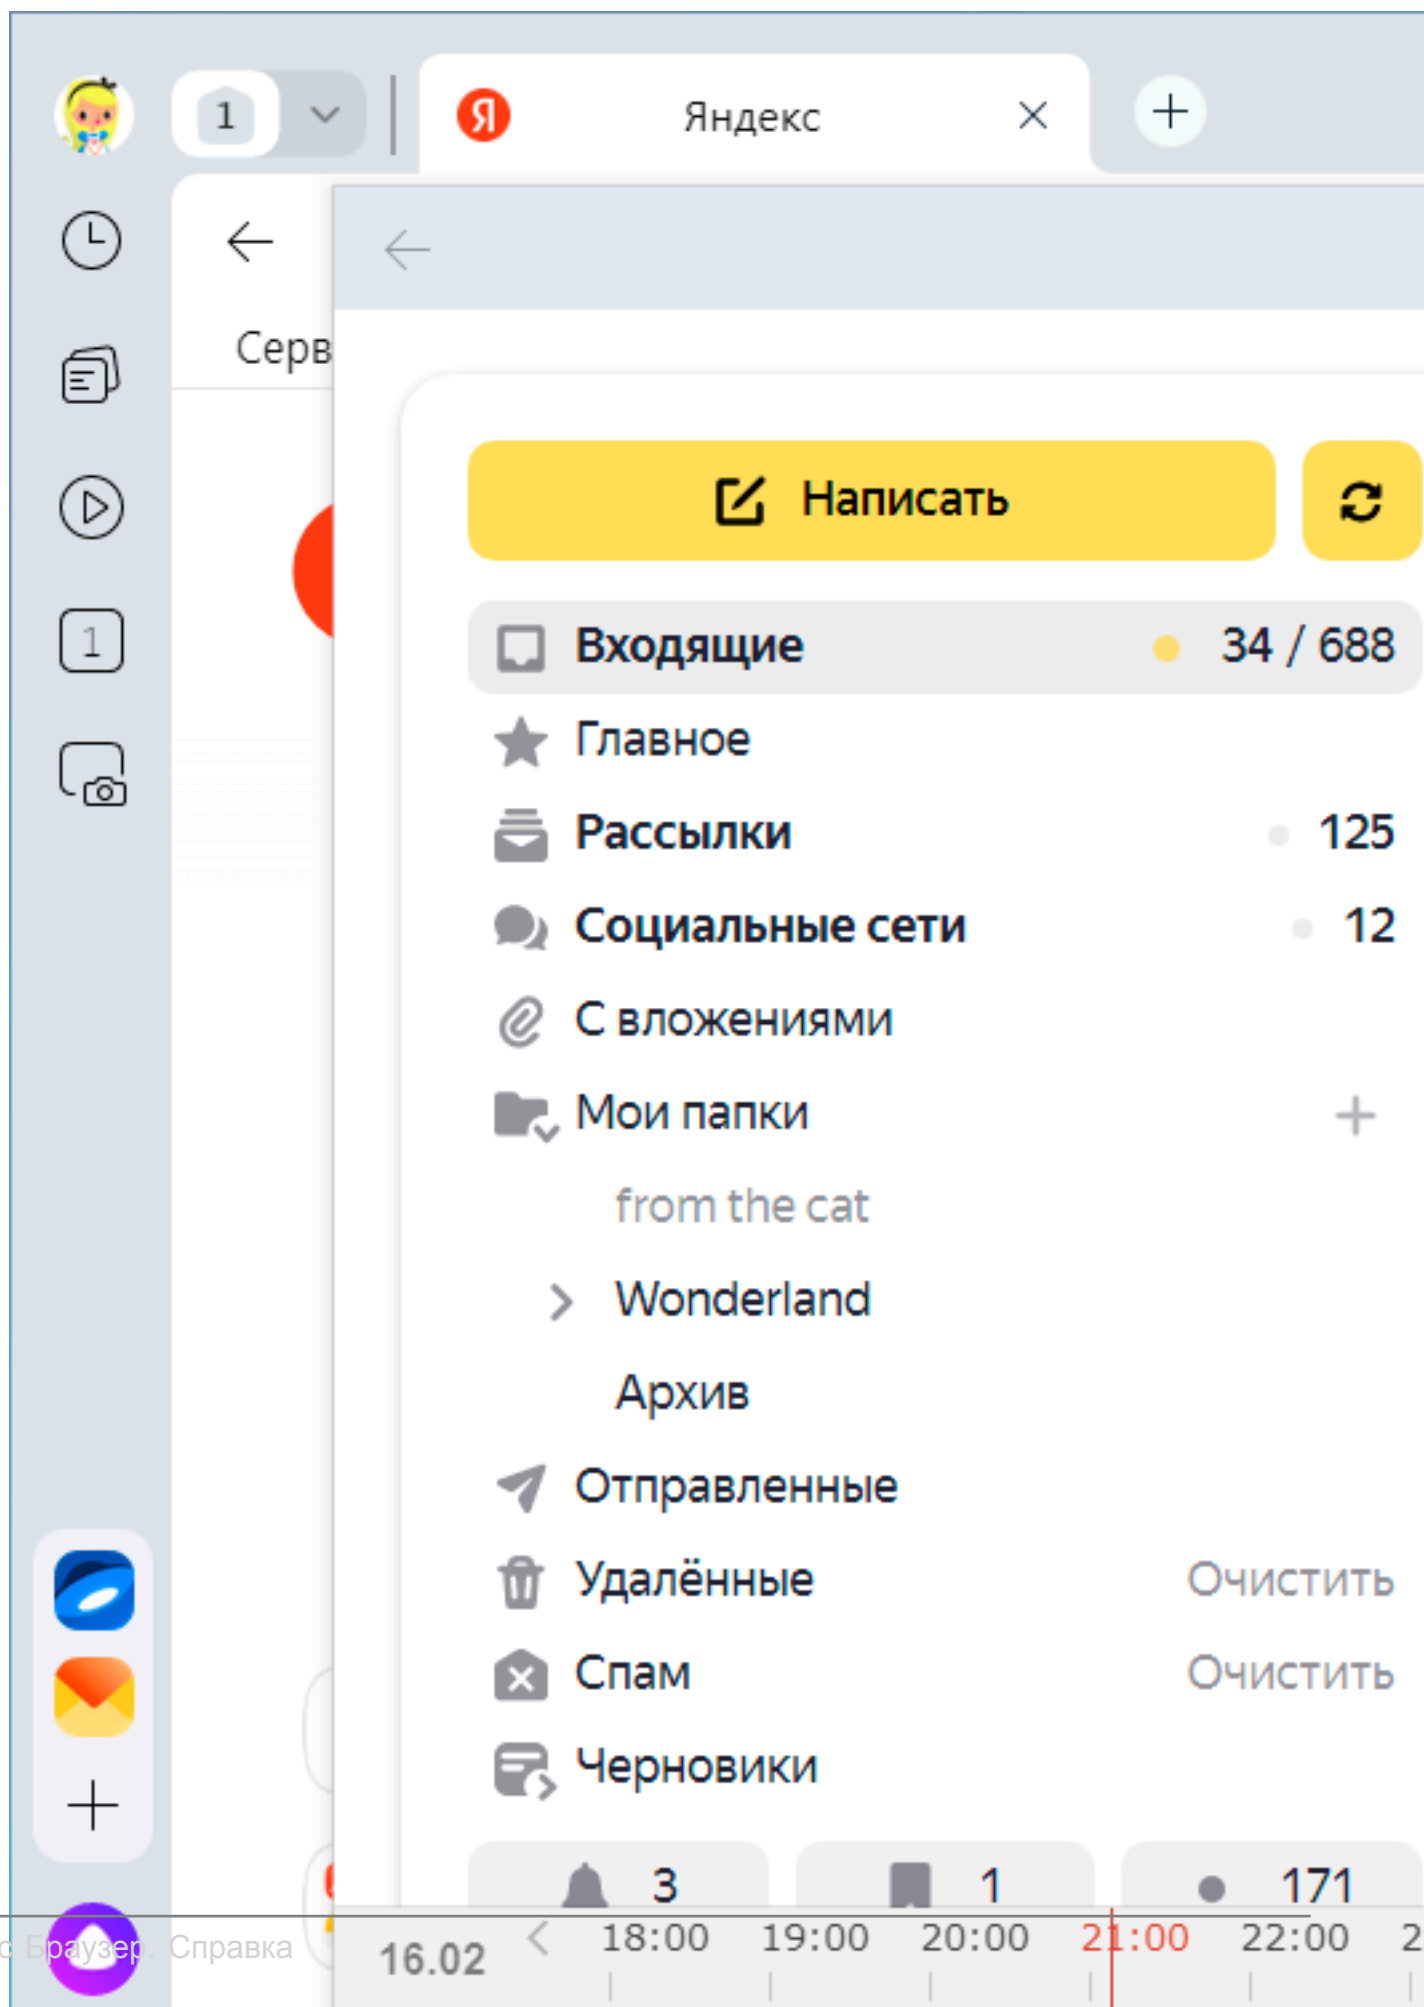 1
Я Яндекс
Серв
Написать
1
Входящие 34 / 688
Главное
Рассылки 125
Социальные сети 12
С вложениями
Мои папки
from the cat
Wonderland
Архив
Отправленные
Удалённые Очистить
Спам Очистить
Черновики
3 1 171
с Браузер. Справка
16.02 18:00 19:00 20:00 21:00 22:00 2